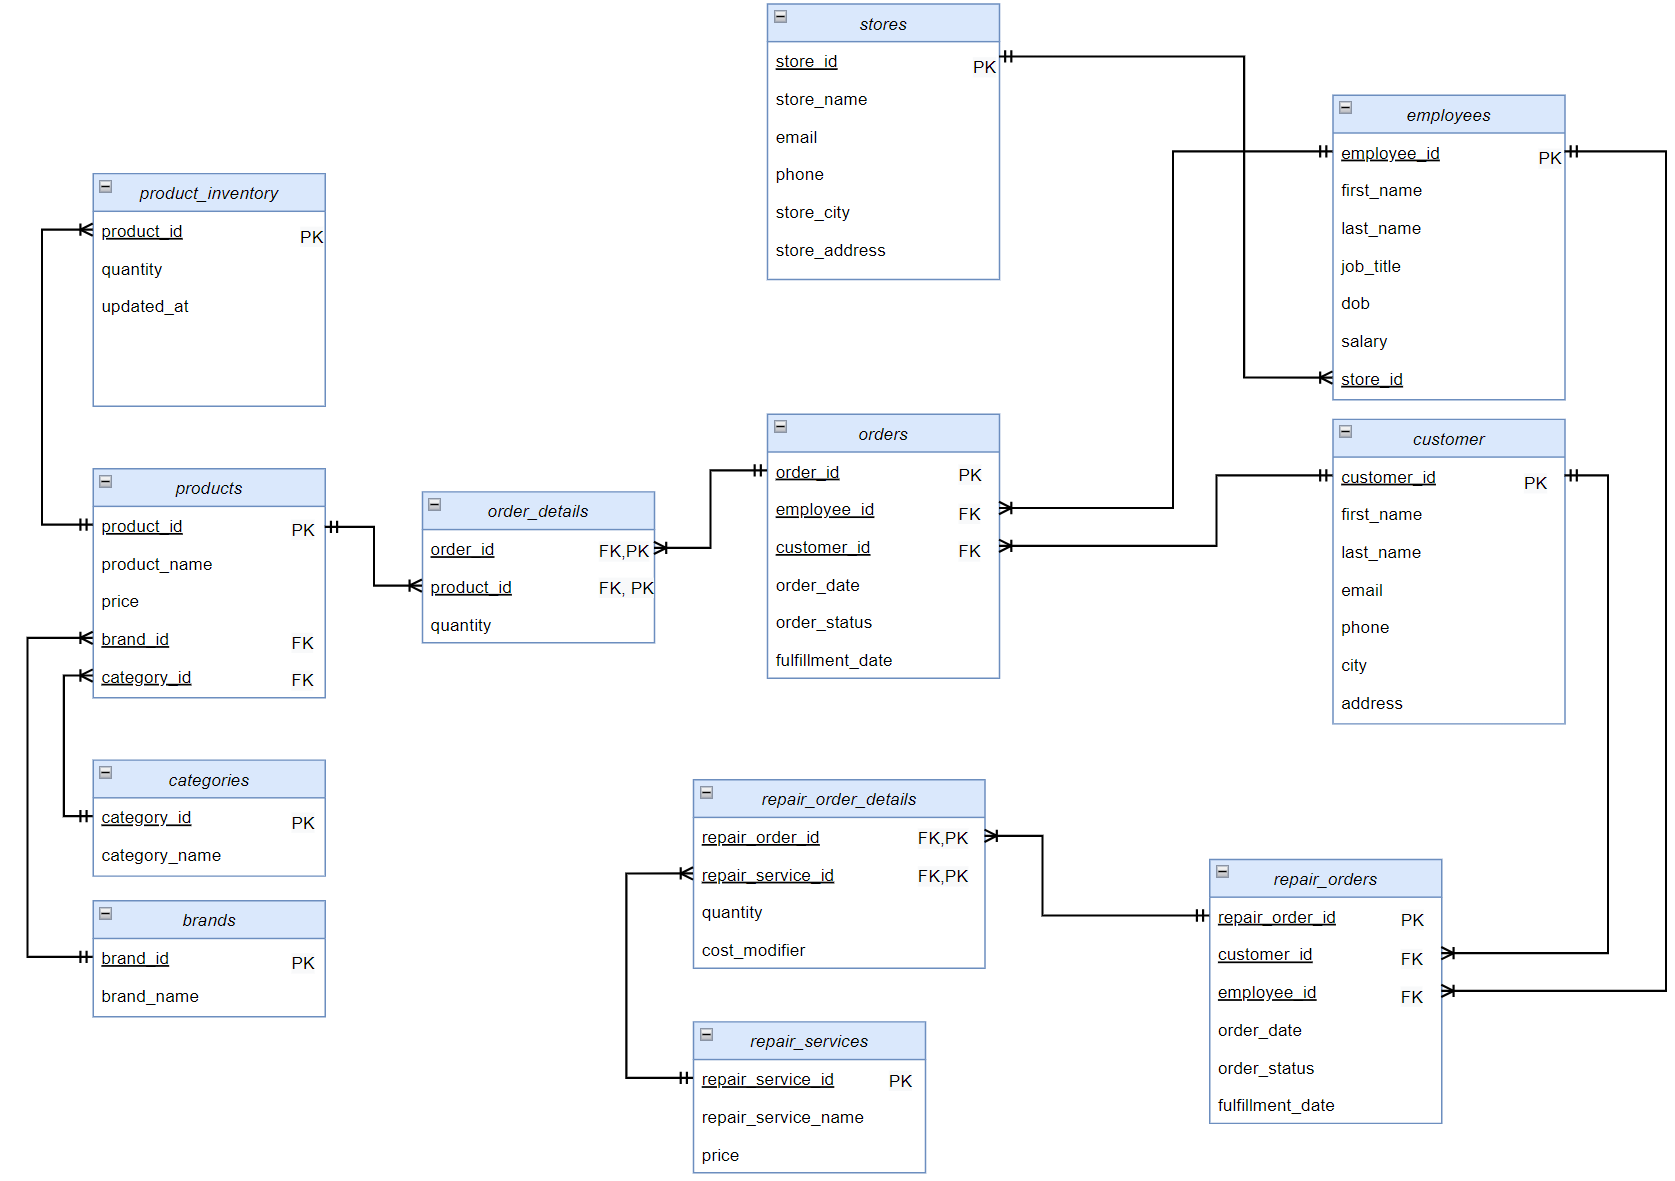 stores
store_id PK
store_name
email
phone
store_city
store_address
employees
employee_id PK
first_name
last_name
job_title
dob
salary
store_id
product_inventory
product_id PK
quantity
updated_at
products
product_id PK
product_name
price
brand_id FK
category_id FK
order_details
order_id FK,PK
product_id FK, PK
quantity
orders
order_id PK
employee_id FK
customer_id FK
order_date
order_status
fulfillment_date
customer
customer_id PK
first_name
last_name
email
phone
city
address
categories
category_id PK
category_name
brands
brand_id PK
brand_name
repair_order_details
repair_order_id FK,PK
repair_service_id FK,PK
quantity
cost_modifier
repair_services
repair_service_id PK
repair_service_name
price
repair_orders
repair_order_id PK
customer_id FK
employee_id FK
order_date
order_status
fulfillment_date